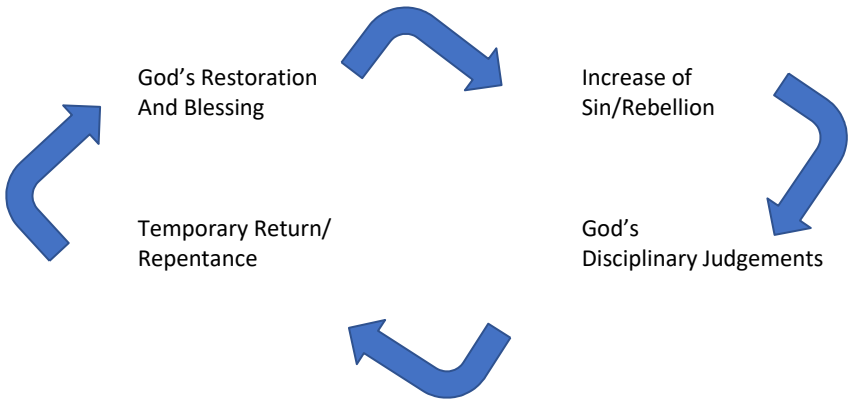 God’s Restoration
And Blessing
Increase of
Sin/Rebellion
Temporary Return/
Repentance
God’s
Disciplinary Judgements